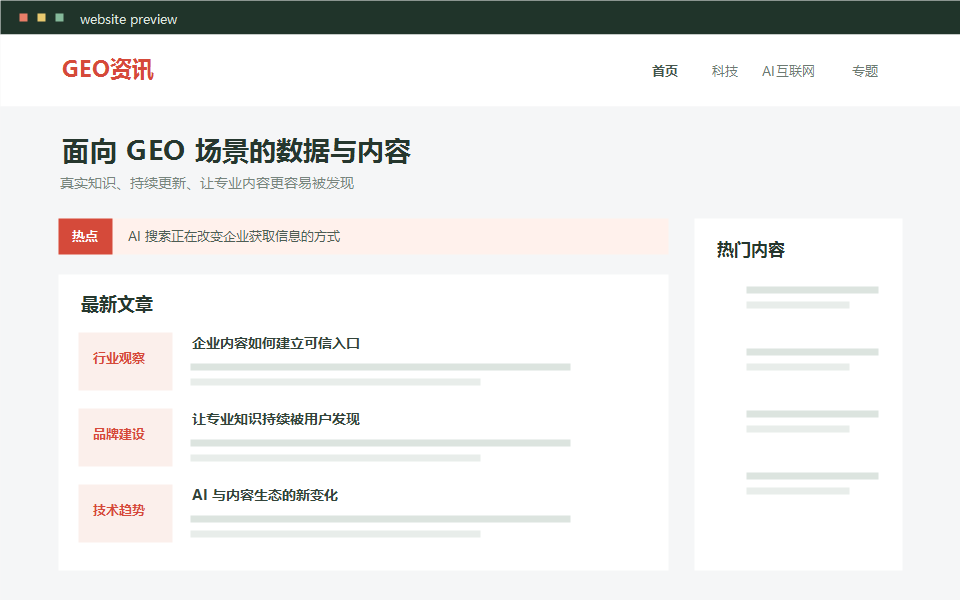 website preview
GEO资讯
首页 科技 AI互联网 专题
面向 GEO 场景的数据与内容
真实知识、持续更新、让专业内容更容易被发现
热点 AI 搜索正在改变企业获取信息的方式
最新文章
行业观察
企业内容如何建立可信入口
品牌建设
让专业知识持续被用户发现
技术趋势
AI 与内容生态的新变化
热门内容